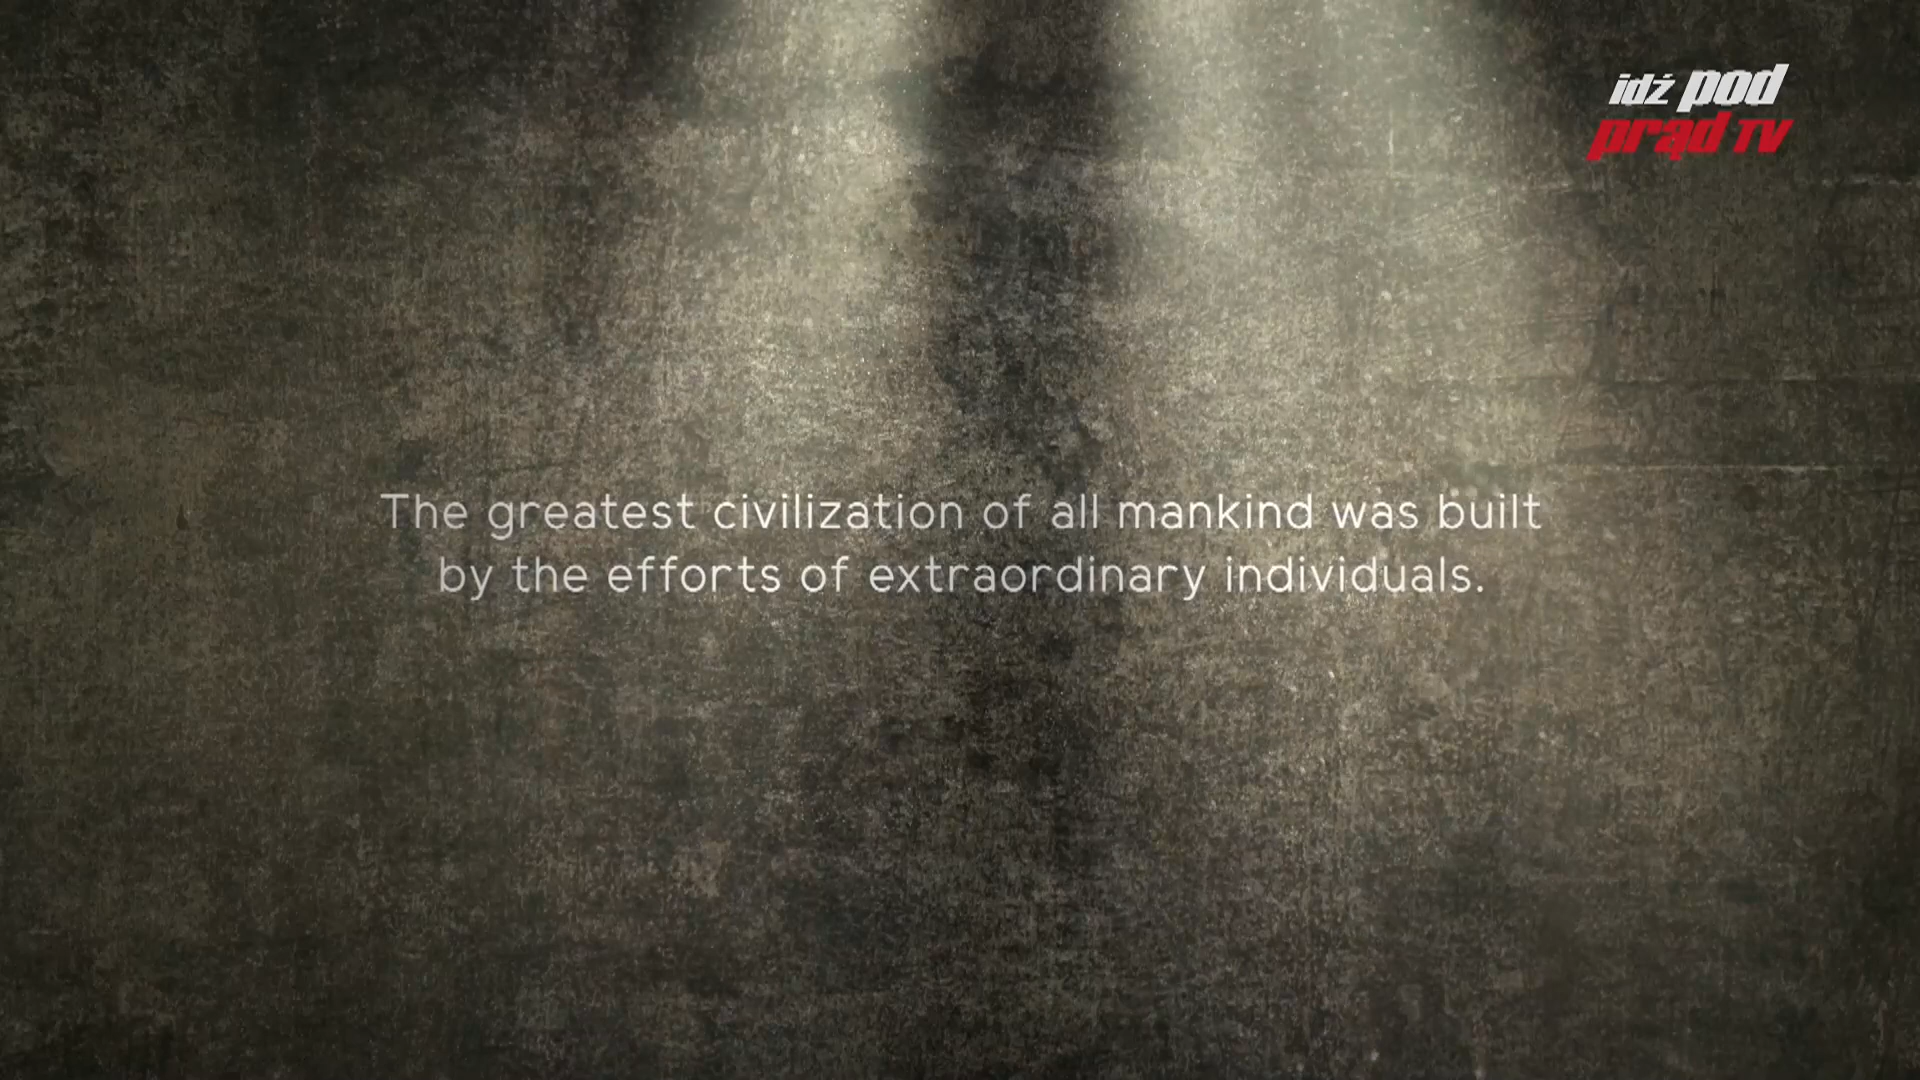 idź pod
prąd TV
The greatest civilization of all mankind was built
by the efforts of extraordinary individuals.